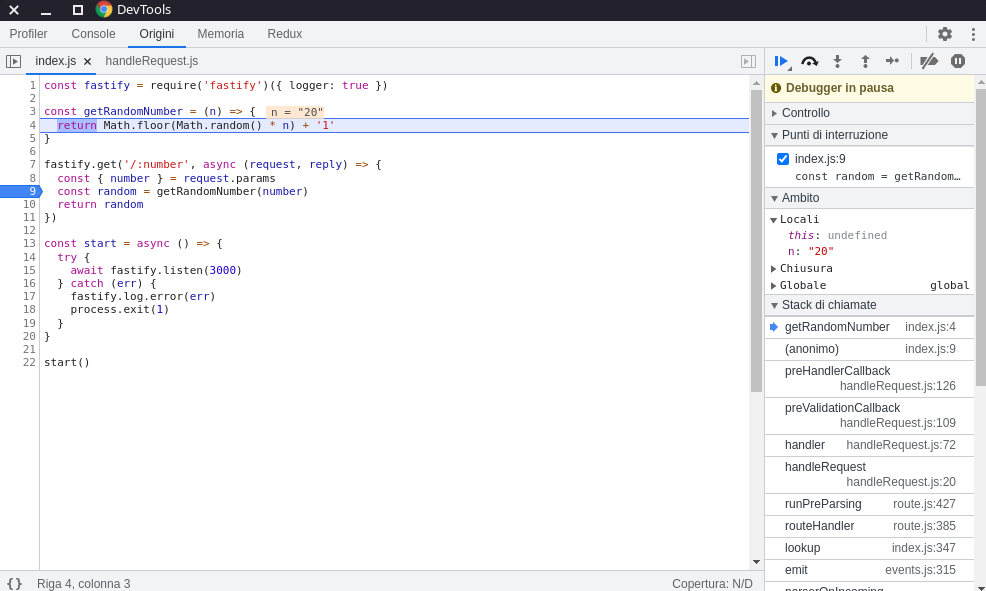 DevTools
Profiler Console Origini Memoria Redux
index.js handleRequest.js
1 const fastify = require('fastify')({ logger: true })
2
3 const getRandomNumber = (n) => { n = "20"
4 return Math.floor(Math.random() * n) + '1'
5 }
6
7 fastify.get('/:number', async (request, reply) => {
8 const { number } = request.params
9 const random = getRandomNumber(number)
10 return random
11 })
12
13 const start = async () => {
14 try {
15 await fastify.listen(3000)
16 } catch (err) {
17 fastify.log.error(err)
18 process.exit(1)
19 }
20 }
21
22 start()
{} Riga 4, colonna 3 Copertura: N/D
Debugger in pausa
Controllo
Punti di interruzione
index.js:9
const random = getRandom…
Ambito
Locali
this: undefined
n: "20"
Chiusura
Globale global
Stack di chiamate
getRandomNumber index.js:4
(anonimo) index.js:9
preHandlerCallback
handleRequest.js:126
preValidationCallback
handleRequest.js:109
handler handleRequest.js:72
handleRequest
handleRequest.js:20
runPreParsing route.js:427
routeHandler route.js:385
lookup index.js:347
emit events.js:315
parserOnIncoming